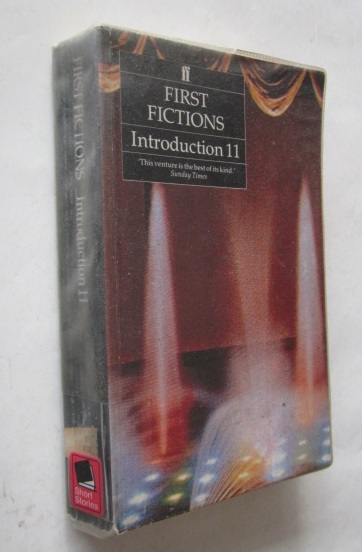 ff
FIRST
FICTIONS
Introduction 11
"This venture is the best of its kind."
Sunday Times
FIRST FICTIONS Introduction 11
Short
Stories